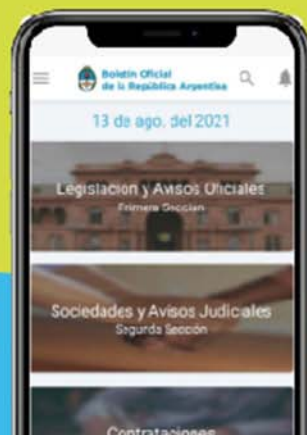 Boletín Oficial
de la República Argentina
13 de ago. del 2021
Legislación y Avisos Oficiales
Primera Sección
Sociedades y Avisos Judiciales
Segunda Sección
Contrataciones